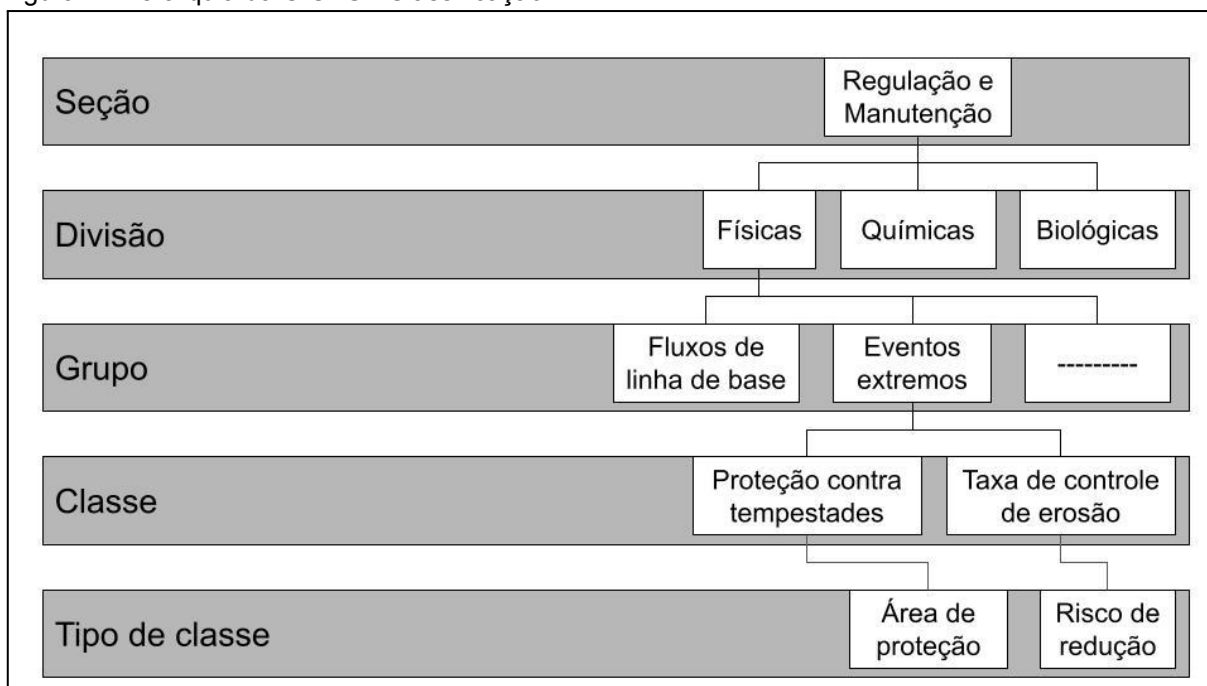 Seção
Regulação e
Manutenção
Divisão
Físicas
Químicas
Biológicas
Grupo
Fluxos de
linha de base
Eventos
extremos
---------
Classe
Proteção contra
tempestades
Taxa de controle
de erosão
Tipo de classe
Área de
proteção
Risco de
redução